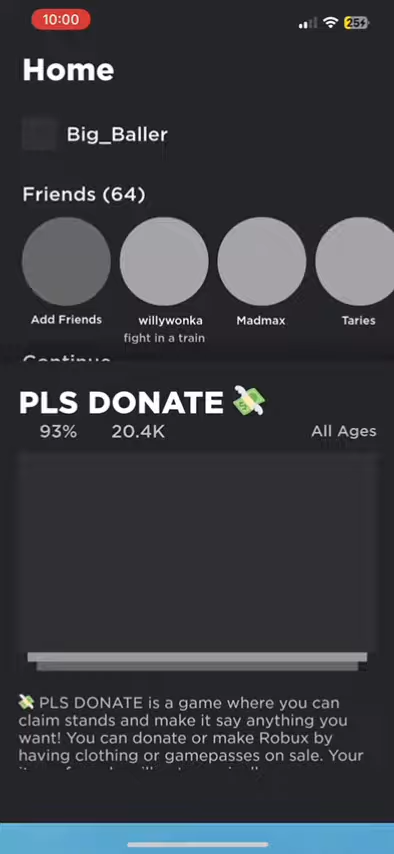 10:00
25
Home
Big_Baller
Friends (64)
Add Friends
willywonka
Madmax
Taries
fight in a train
Continue
PLS DONATE 💸
93% 20.4K All Ages
💸 PLS DONATE is a game where you can
claim stands and make it say anything you
want! You can donate or make Robux by
having clothing or gamepasses on sale. Your